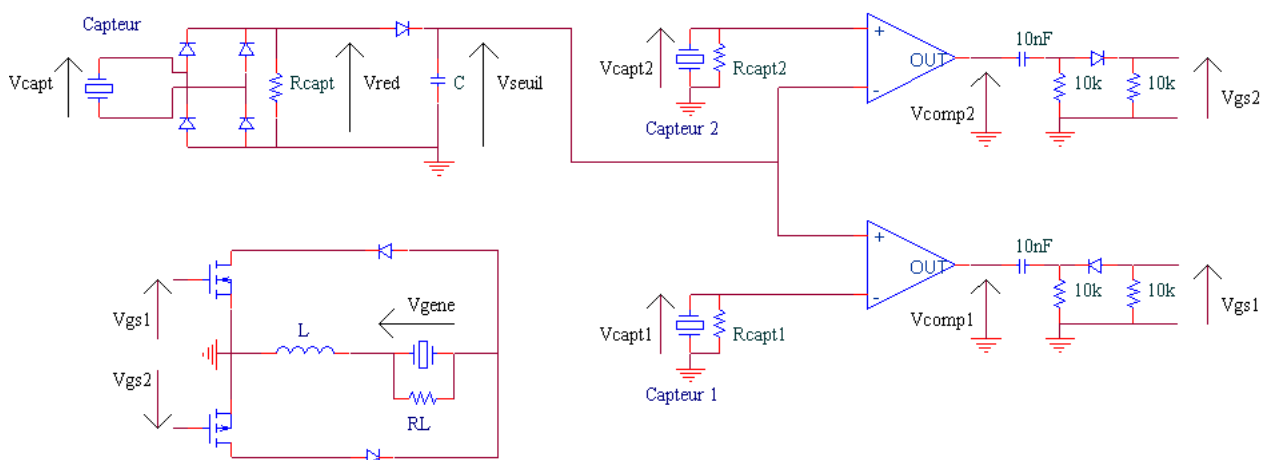 Capteur
Vcapt
Rcapt
Vred
C
Vseuil
Vcapt2
Rcapt2
Capteur 2
+
-
OUT
Vcomp2
10nF
10k
10k
Vgs2
Vcapt1
Rcapt1
Capteur 1
+
-
OUT
Vcomp1
10nF
10k
10k
Vgs1
Vgs1
Vgs2
L
Vgene
RL